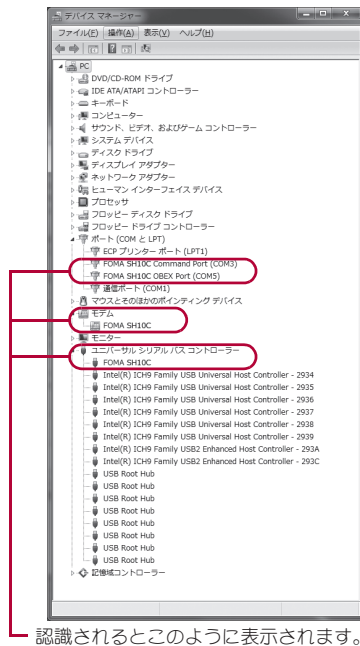 デバイス マネージャー
ファイル(F) 操作(A) 表示(V) ヘルプ(H)
PC
DVD/CD-ROM ドライブ
IDE ATA/ATAPI コントローラー
キーボード
コンピューター
サウンド、ビデオ、およびゲーム コントローラー
システム デバイス
ディスク ドライブ
ディスプレイ アダプター
ネットワーク アダプター
ヒューマン インターフェイス デバイス
プロセッサ
フロッピー ディスク ドライブ
フロッピー ドライブ コントローラー
ポート (COM と LPT)
ECP プリンター ポート (LPT1)
FOMA SH10C Command Port (COM3)
FOMA SH10C OBEX Port (COM5)
通信ポート (COM1)
マウスとそのほかのポインティング デバイス
モデム
FOMA SH10C
モニター
ユニバーサル シリアル バス コントローラー
FOMA SH10C
Intel(R) ICH9 Family USB Universal Host Controller - 2934
Intel(R) ICH9 Family USB Universal Host Controller - 2935
Intel(R) ICH9 Family USB Universal Host Controller - 2936
Intel(R) ICH9 Family USB Universal Host Controller - 2937
Intel(R) ICH9 Family USB Universal Host Controller - 2938
Intel(R) ICH9 Family USB Universal Host Controller - 2939
Intel(R) ICH9 Family USB2 Enhanced Host Controller - 293A
Intel(R) ICH9 Family USB2 Enhanced Host Controller - 293C
USB Root Hub
USB Root Hub
USB Root Hub
USB Root Hub
USB Root Hub
USB Root Hub
USB Root Hub
USB Root Hub
記憶域コントローラー
認識されるとこのように表示されます。